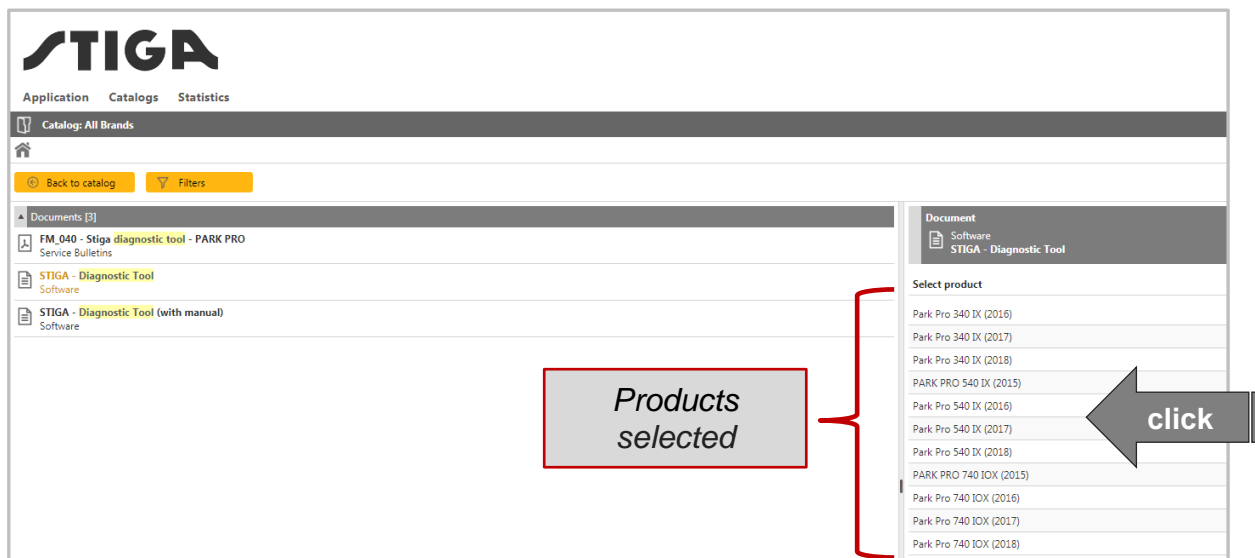 STIGA
Application Catalogs Statistics
Catalog: All Brands
Back to catalog Filters
Documents [3]
FM_040 - Stiga diagnostic tool - PARK PRO
Service Bulletins
STIGA - Diagnostic Tool
Software
STIGA - Diagnostic Tool (with manual)
Software
Products
selected
Document
Software
STIGA - Diagnostic Tool
Select product
Park Pro 340 IX (2016)
Park Pro 340 IX (2017)
Park Pro 340 IX (2018)
PARK PRO 540 IX (2015)
Park Pro 540 IX (2016)
Park Pro 540 IX (2017)
Park Pro 540 IX (2018)
PARK PRO 740 IOX (2015)
Park Pro 740 IOX (2016)
Park Pro 740 IOX (2017)
Park Pro 740 IOX (2018)
click